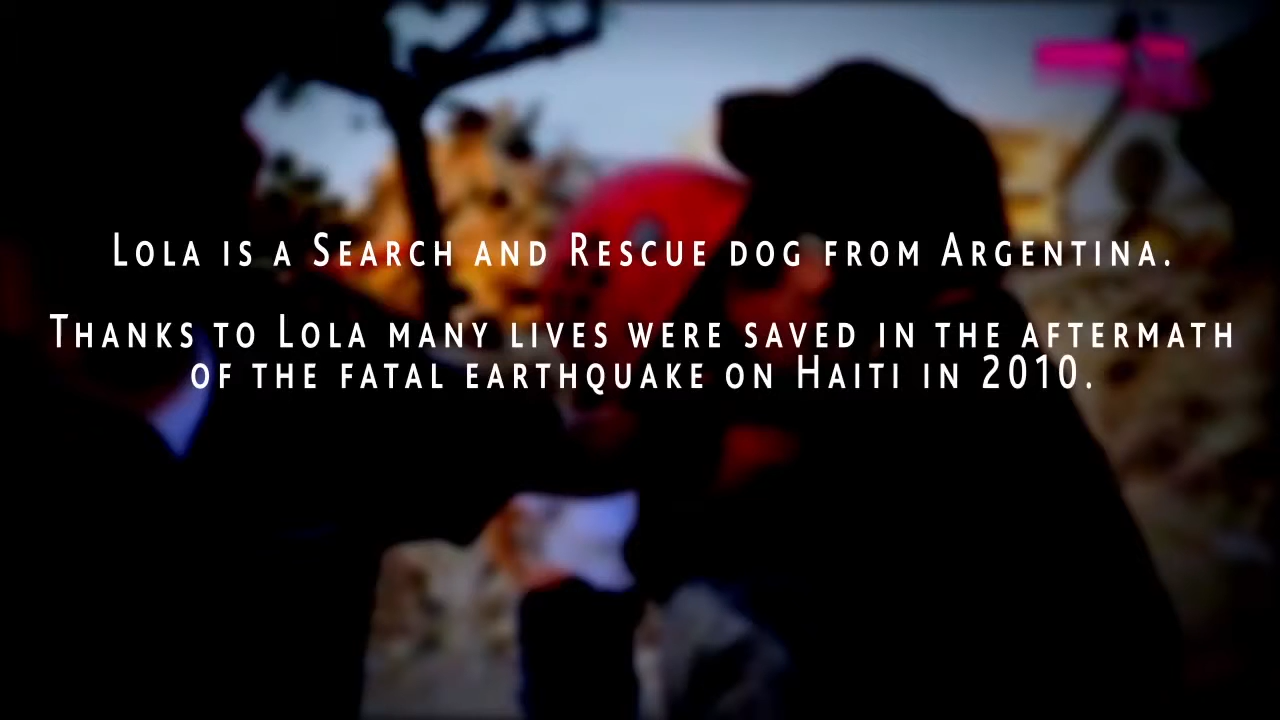 Lola is a Search and Rescue dog from Argentina.
Thanks to Lola many lives were saved in the aftermath
of the fatal earthquake on Haiti in 2010.